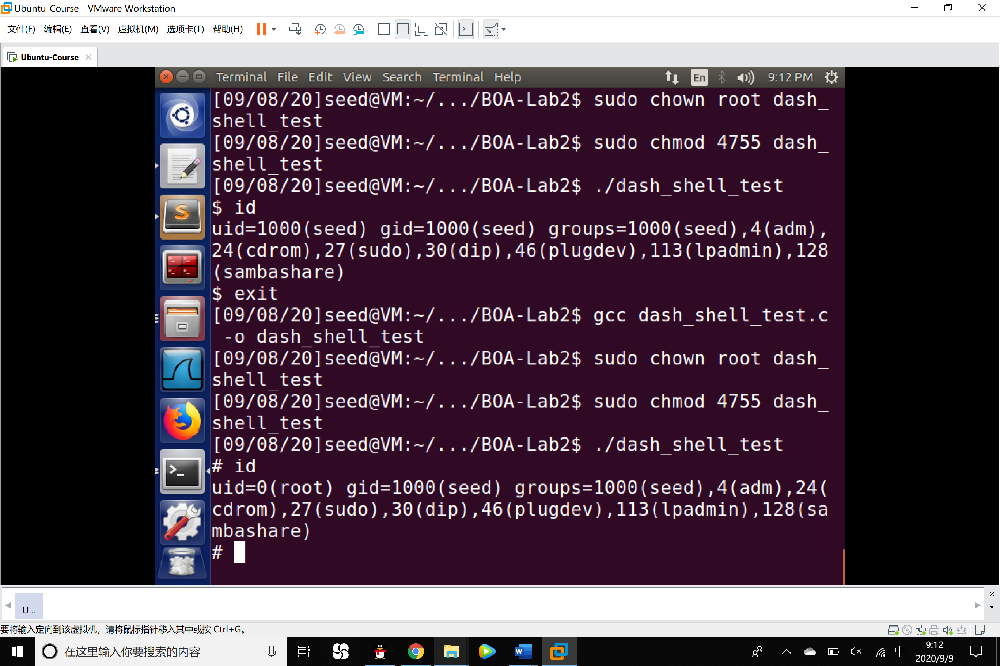 Ubuntu-Course - VMware Workstation
文件(F) 编辑(E) 查看(V) 虚拟机(M) 选项卡(T) 帮助(H)
Ubuntu-Course
Terminal File Edit View Search Terminal Help En 9:12 PM
[09/08/20]seed@VM:~/.../BOA-Lab2$ sudo chown root dash_
shell_test
[09/08/20]seed@VM:~/.../BOA-Lab2$ sudo chmod 4755 dash_
shell_test
[09/08/20]seed@VM:~/.../BOA-Lab2$ ./dash_shell_test
$ id
uid=1000(seed) gid=1000(seed) groups=1000(seed),4(adm),
24(cdrom),27(sudo),30(dip),46(plugdev),113(lpadmin),128
(sambashare)
$ exit
[09/08/20]seed@VM:~/.../BOA-Lab2$ gcc dash_shell_test.c
 -o dash_shell_test
[09/08/20]seed@VM:~/.../BOA-Lab2$ sudo chown root dash_
shell_test
[09/08/20]seed@VM:~/.../BOA-Lab2$ sudo chmod 4755 dash_
shell_test
[09/08/20]seed@VM:~/.../BOA-Lab2$ ./dash_shell_test
# id
uid=0(root) gid=1000(seed) groups=1000(seed),4(adm),24(
cdrom),27(sudo),30(dip),46(plugdev),113(lpadmin),128(sa
mbashare)
#
U...
要将输入定向到该虚拟机，请将鼠标指针移入其中或按 Ctrl+G。
在这里输入你要搜索的内容
中
9:12
2020/9/9